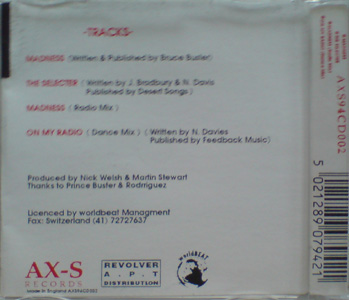 -TRACKS-
MADNESS ( Written & Published by Bruce Buster)
THE SELECTER ( Written by J. Bradbury & N. Davis
Published by Desert Songs )
MADNESS ( Radio Mix )
ON MY RADIO ( Dance Mix ) ( Written by N. Davies
Published by Feedback Music)
Produced by Nick Welsh & Martin Stewart
Thanks to Prince Buster & Rodrriguez
Licenced by worldbeat Managment
Fax: Switzerland (41) 72727637
AX-S
RECORDS
REVOLVER
A.P.T
DISTRIBUTION
worldbeat
AXS94CD002
5 021289 079421